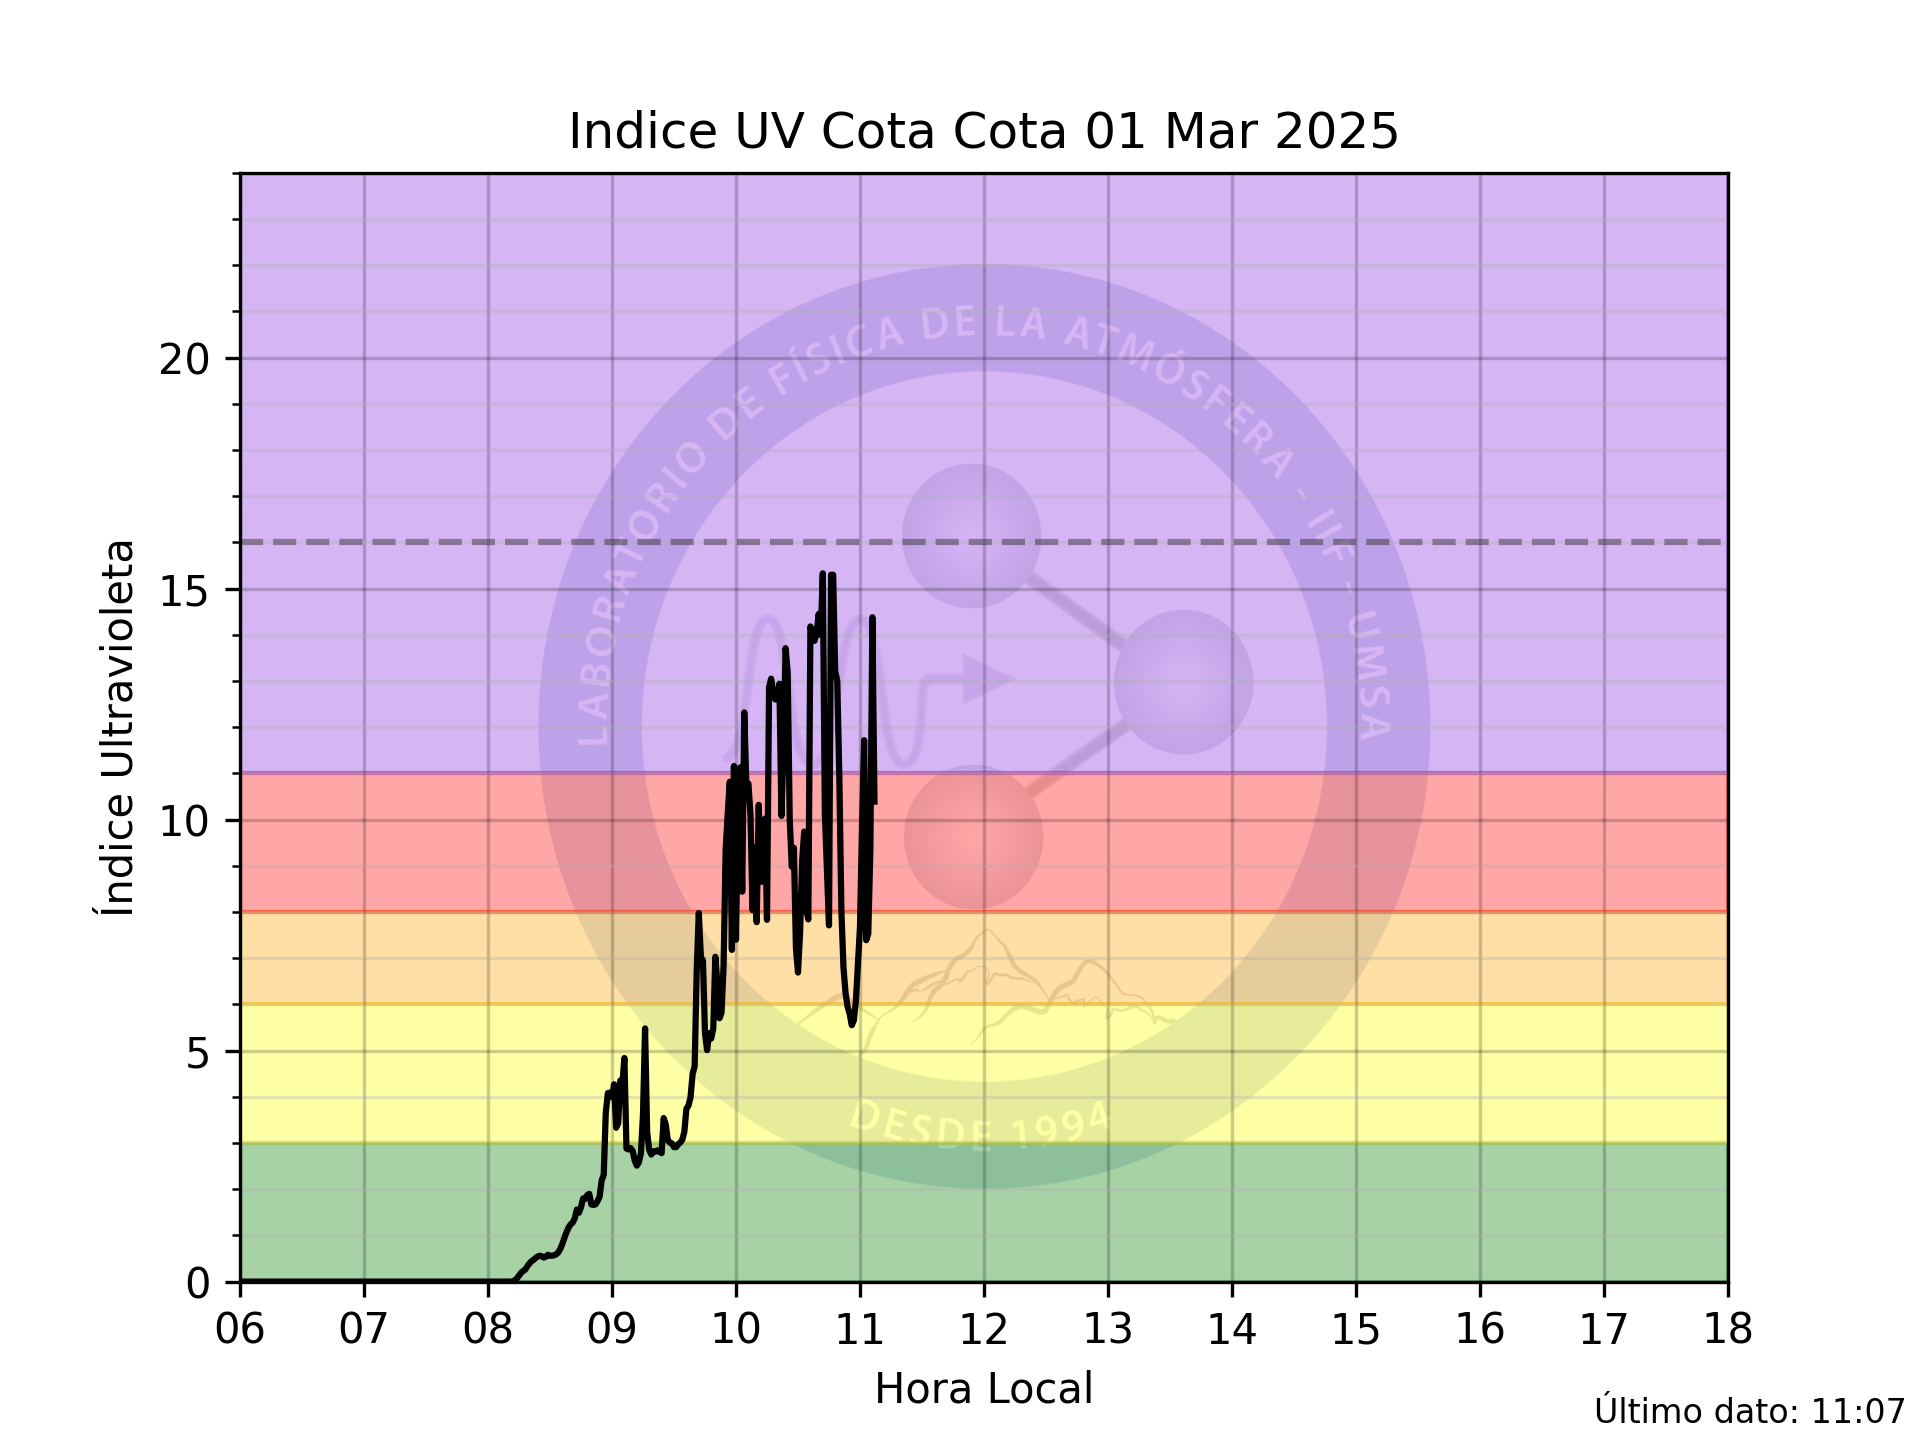 Indice UV Cota Cota 01 Mar 2025
20
15
10
5
0
Índice Ultravioleta
LABORATORIO DE FÍSICA DE LA ATMÓSFERA - IIF - UMSA
DESDE 1994
06 07 08 09 10 11 12 13 14 15 16 17 18
Hora Local
Último dato: 11:07